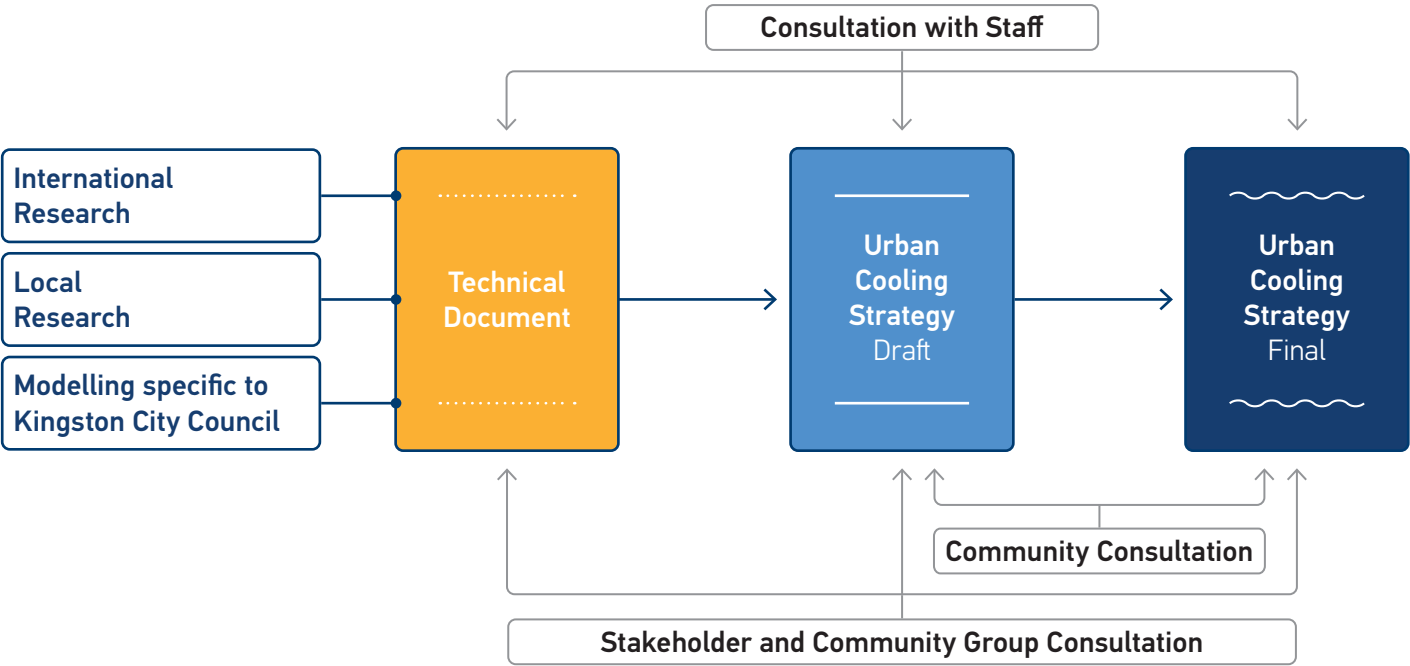 Consultation with Staff
International
Research
Local
Research
Modelling specific to
Kingston City Council
Technical
Document
Urban
Cooling
Strategy
Draft
Urban
Cooling
Strategy
Final
Community Consultation
Stakeholder and Community Group Consultation